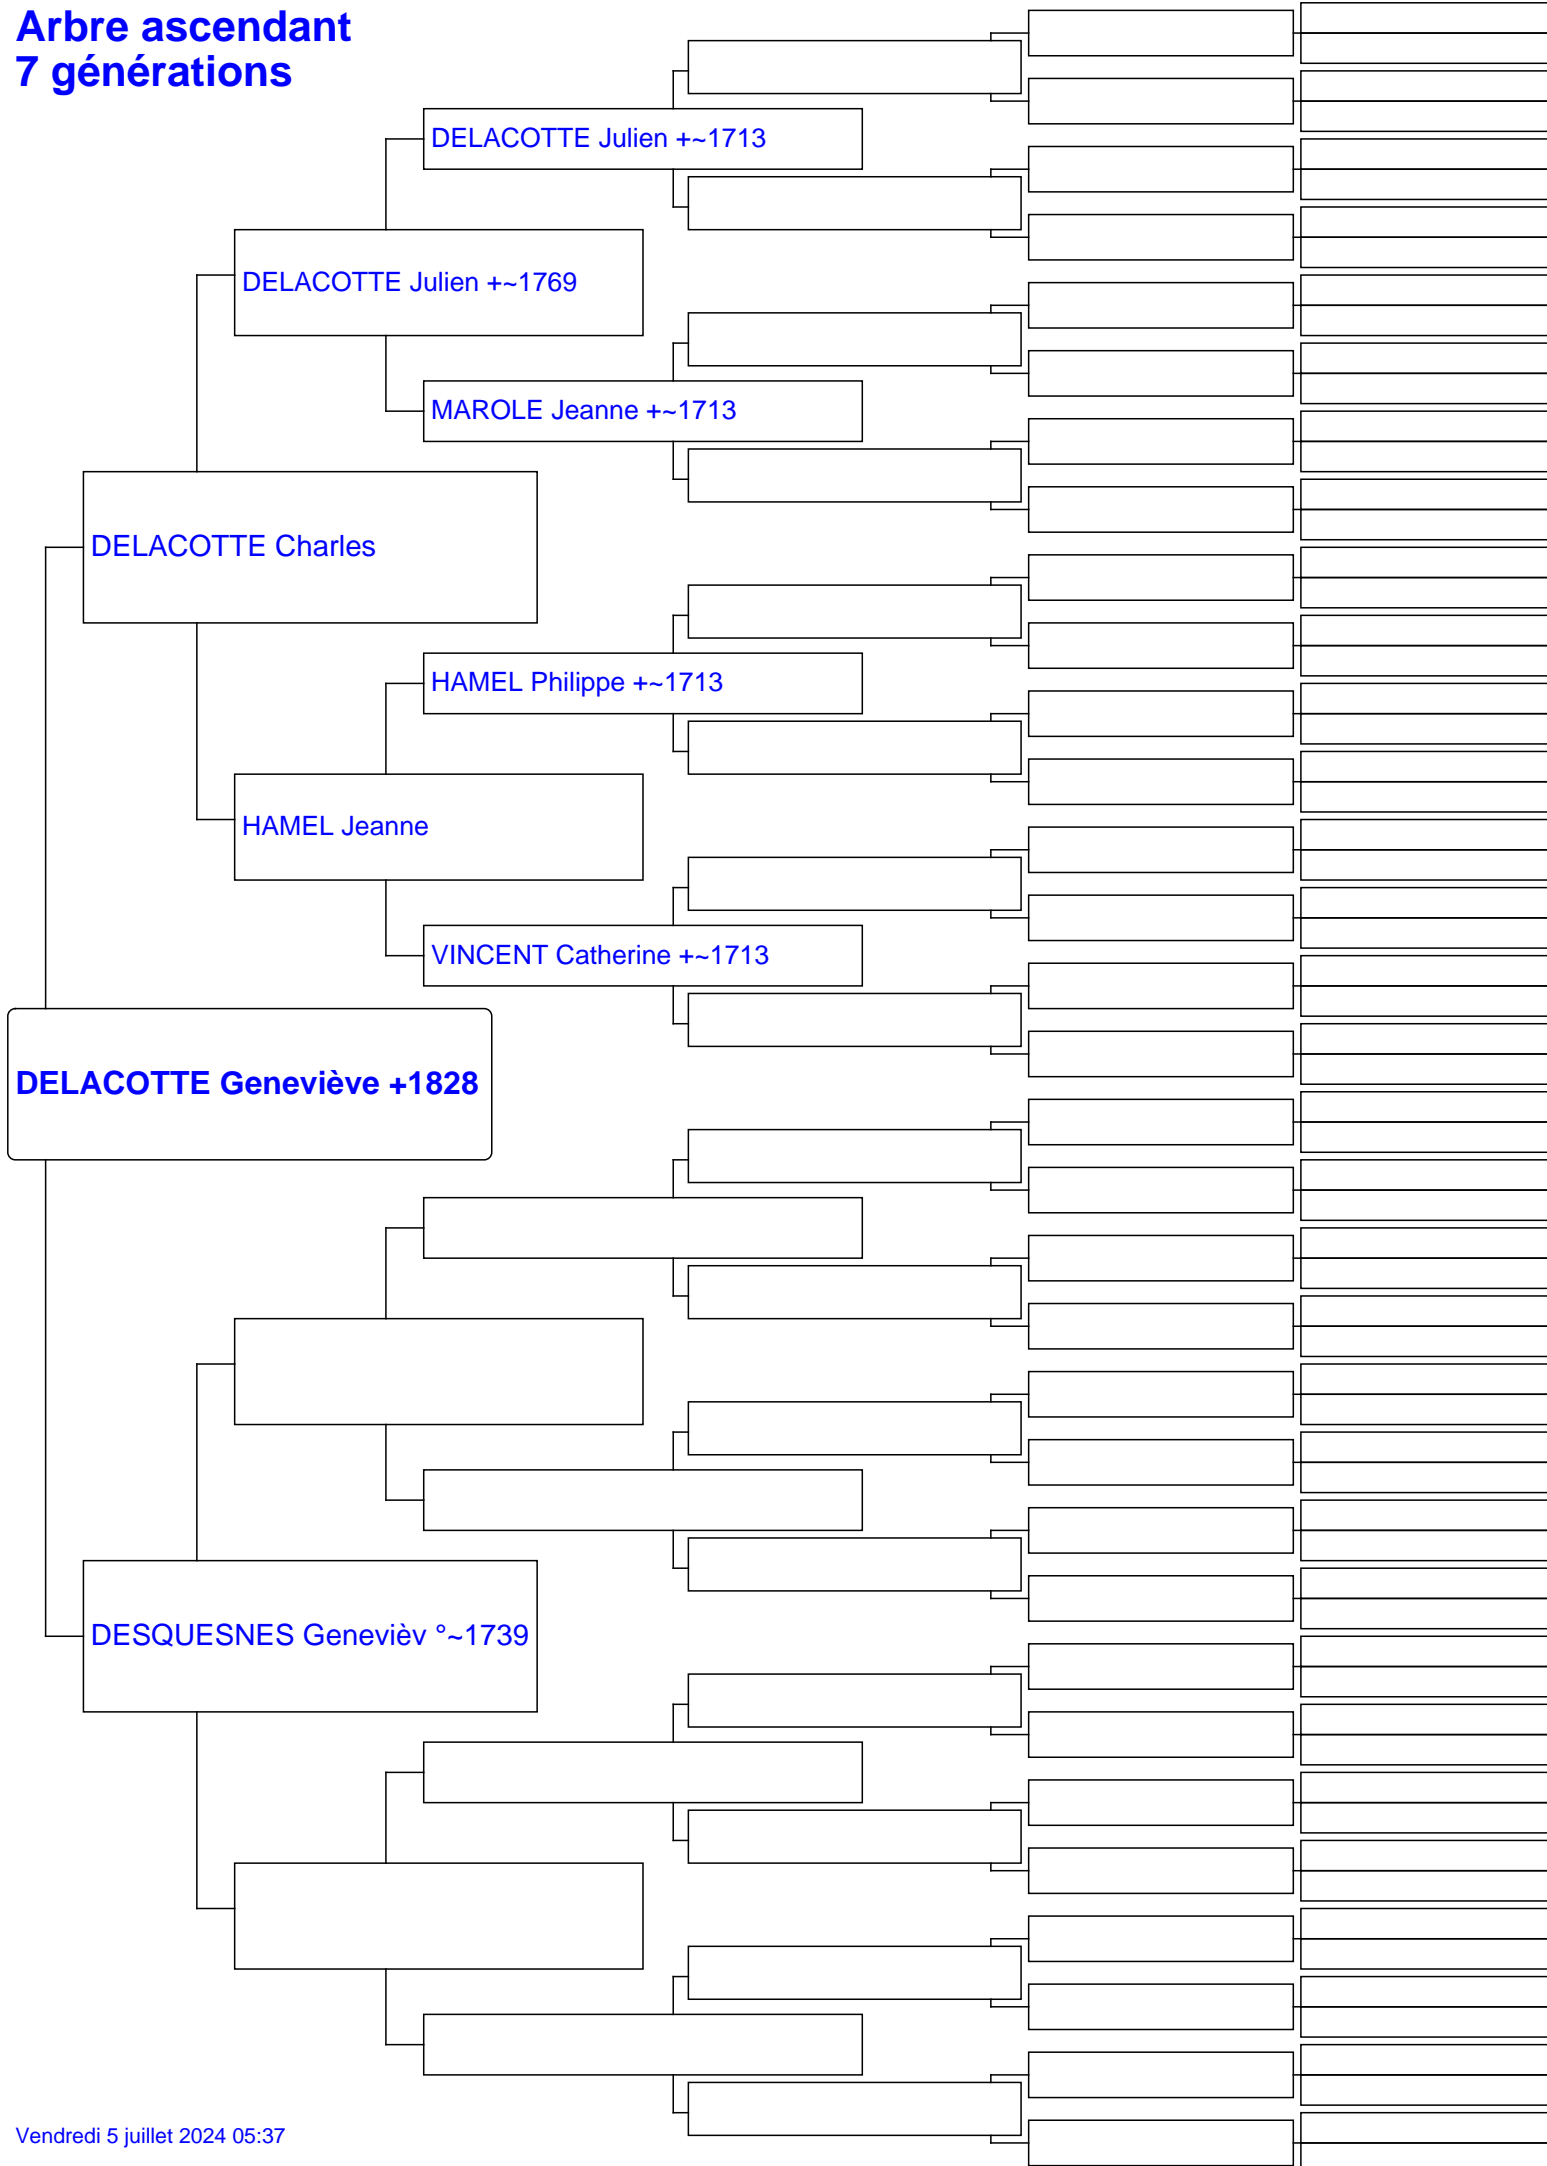 Arbre ascendant
7 générations
DELACOTTE Julien +~1713
DELACOTTE Julien +~1769
MAROLE Jeanne +~1713
DELACOTTE Charles
HAMEL Philippe +~1713
HAMEL Jeanne
VINCENT Catherine +~1713
DELACOTTE Geneviève +1828
DESQUESNES Genevièv °~1739
Vendredi 5 juillet 2024 05:37